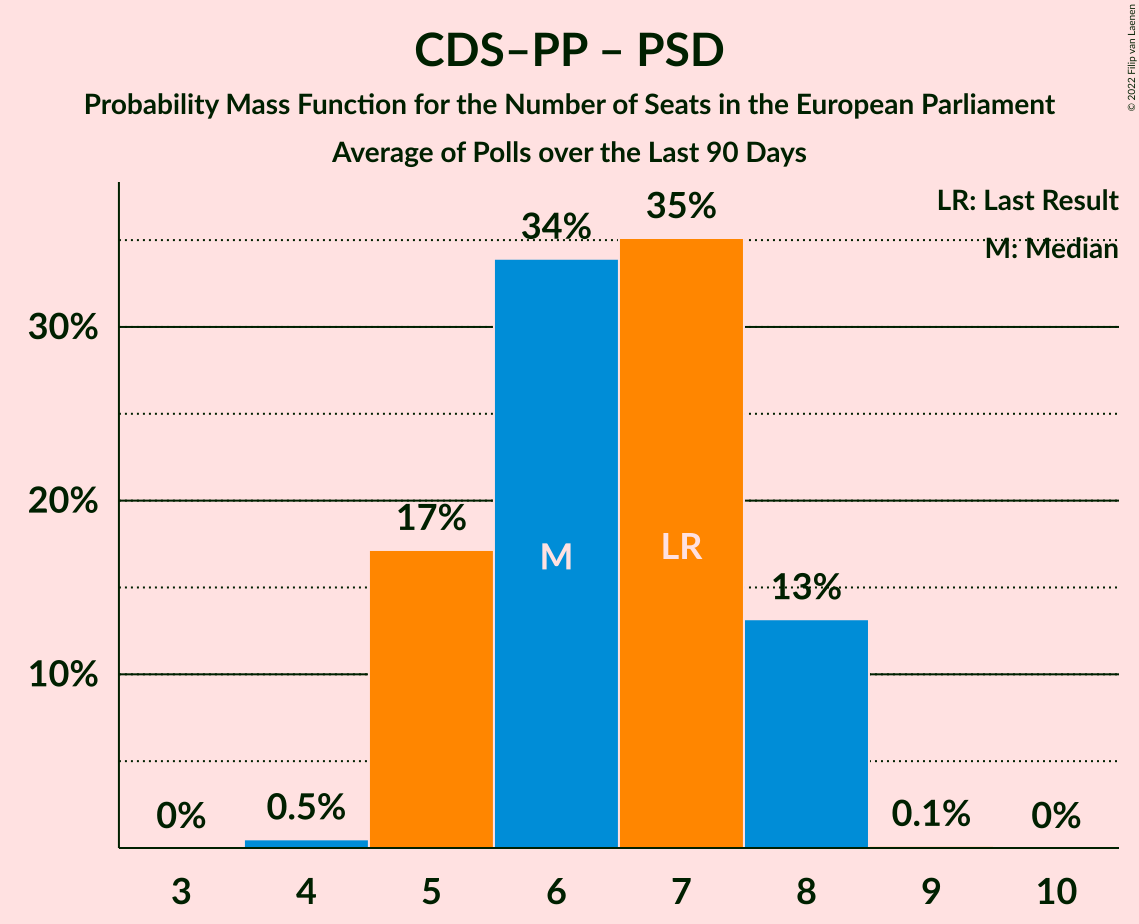 CDS–PP – PSD
Probability Mass Function for the Number of Seats in the European Parliament
Average of Polls over the Last 90 Days
© 2022 Filip van Laenen
LR: Last Result
M: Median
30%
20%
10%
0%
0.5%
17%
34%
35%
13%
0.1%
0%
M
LR
3
4
5
6
7
8
9
10